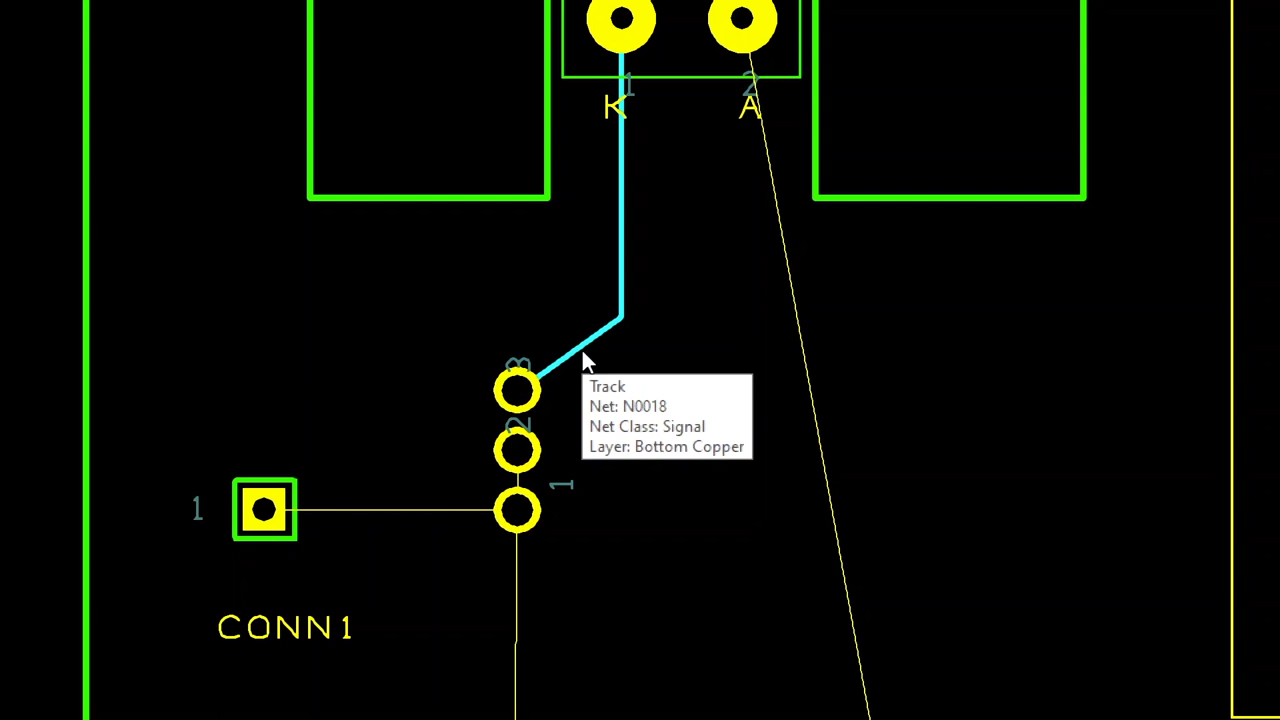 1 2
K A
3
Track
Net: N0018
Net Class: Signal
Layer: Bottom Copper
2
1
1
CONN1